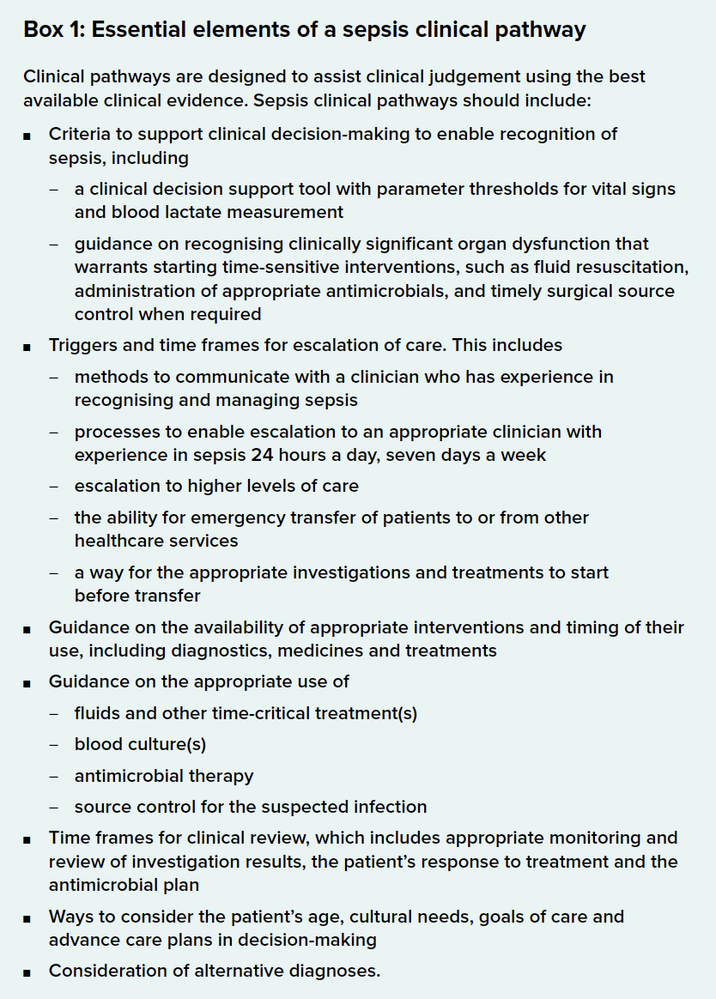 Box 1: Essential elements of a sepsis clinical pathway
Clinical pathways are designed to assist clinical judgement using the best
available clinical evidence. Sepsis clinical pathways should include:
■ Criteria to support clinical decision-making to enable recognition of
sepsis, including
– a clinical decision support tool with parameter thresholds for vital signs
and blood lactate measurement
– guidance on recognising clinically significant organ dysfunction that
warrants starting time-sensitive interventions, such as fluid resuscitation,
administration of appropriate antimicrobials, and timely surgical source
control when required
■ Triggers and time frames for escalation of care. This includes
– methods to communicate with a clinician who has experience in
recognising and managing sepsis
– processes to enable escalation to an appropriate clinician with
experience in sepsis 24 hours a day, seven days a week
– escalation to higher levels of care
– the ability for emergency transfer of patients to or from other
healthcare services
– a way for the appropriate investigations and treatments to start
before transfer
■ Guidance on the availability of appropriate interventions and timing of their
use, including diagnostics, medicines and treatments
■ Guidance on the appropriate use of
– fluids and other time-critical treatment(s)
– blood culture(s)
– antimicrobial therapy
– source control for the suspected infection
■ Time frames for clinical review, which includes appropriate monitoring and
review of investigation results, the patient’s response to treatment and the
antimicrobial plan
■ Ways to consider the patient’s age, cultural needs, goals of care and
advance care plans in decision-making
■ Consideration of alternative diagnoses.